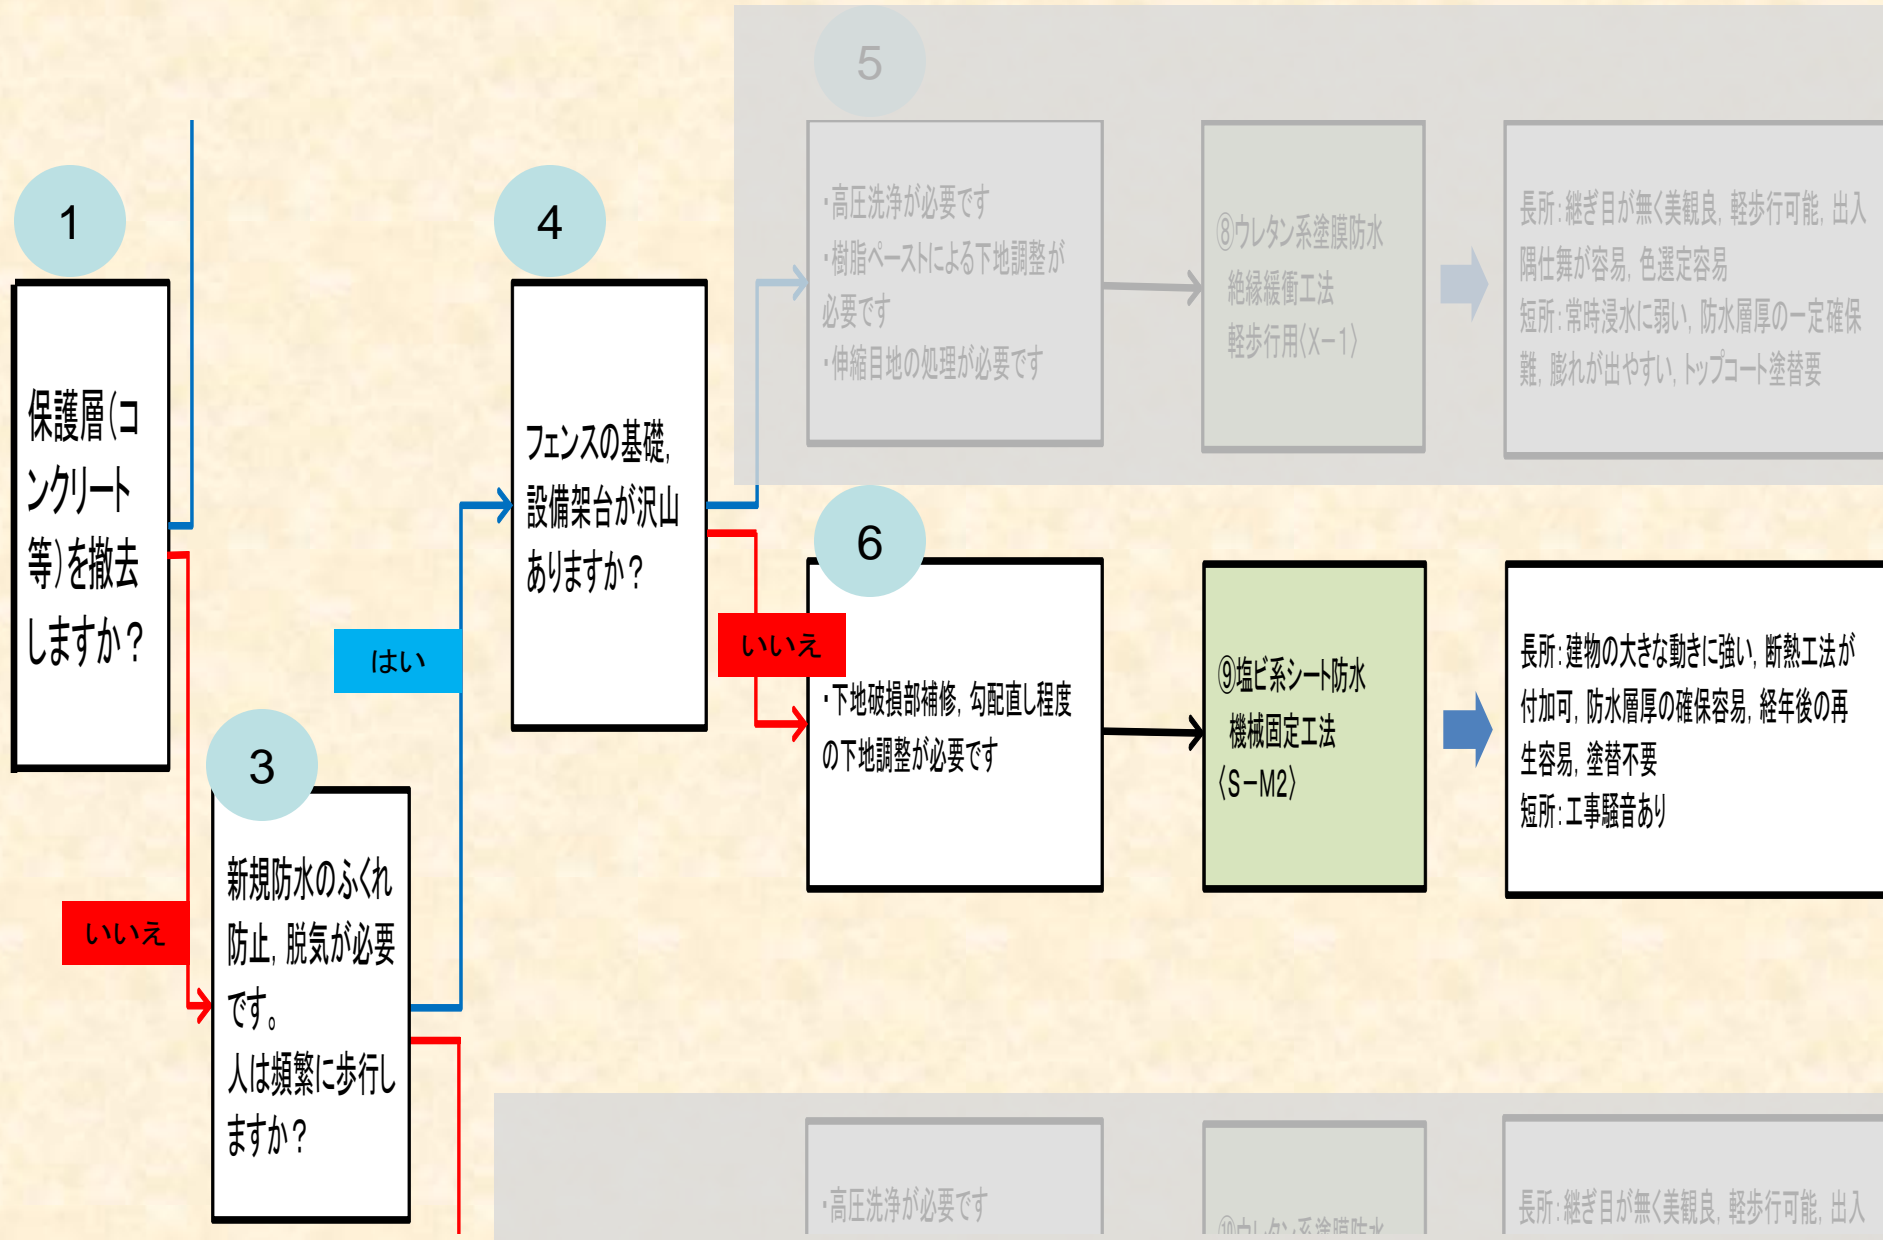 5
・高圧洗浄が必要です
・樹脂ペーストによる下地調整が
必要です
・伸縮目地の処理が必要です
⑧ウレタン系塗膜防水
絶縁緩衝工法
軽歩行用〈X－1〉
長所：継ぎ目が無く美観良，軽歩行可能，出入
隅仕舞が容易，色選定容易
短所：常時浸水に弱い，防水層厚の一定確保
難，膨れが出やすい，トップコート塗替要
1
保護層（コ
ンクリート
等）を撤去
しますか？
4
フェンスの基礎，
設備架台が沢山
ありますか？
はい
いいえ
6
・下地破損部補修，勾配直し程度
の下地調整が必要です
⑨塩ビ系シート防水
機械固定工法
〈S－M2〉
長所：建物の大きな動きに強い，断熱工法が
付加可，防水層厚の確保容易，経年後の再
生容易，塗替不要
短所：工事騒音あり
3
いいえ
新規防水のふくれ
防止，脱気が必要
です。
人は頻繁に歩行し
ますか？
・高圧洗浄が必要です
⑩ウレタン系塗膜防水
長所：継ぎ目が無く美観良，軽歩行可能，出入